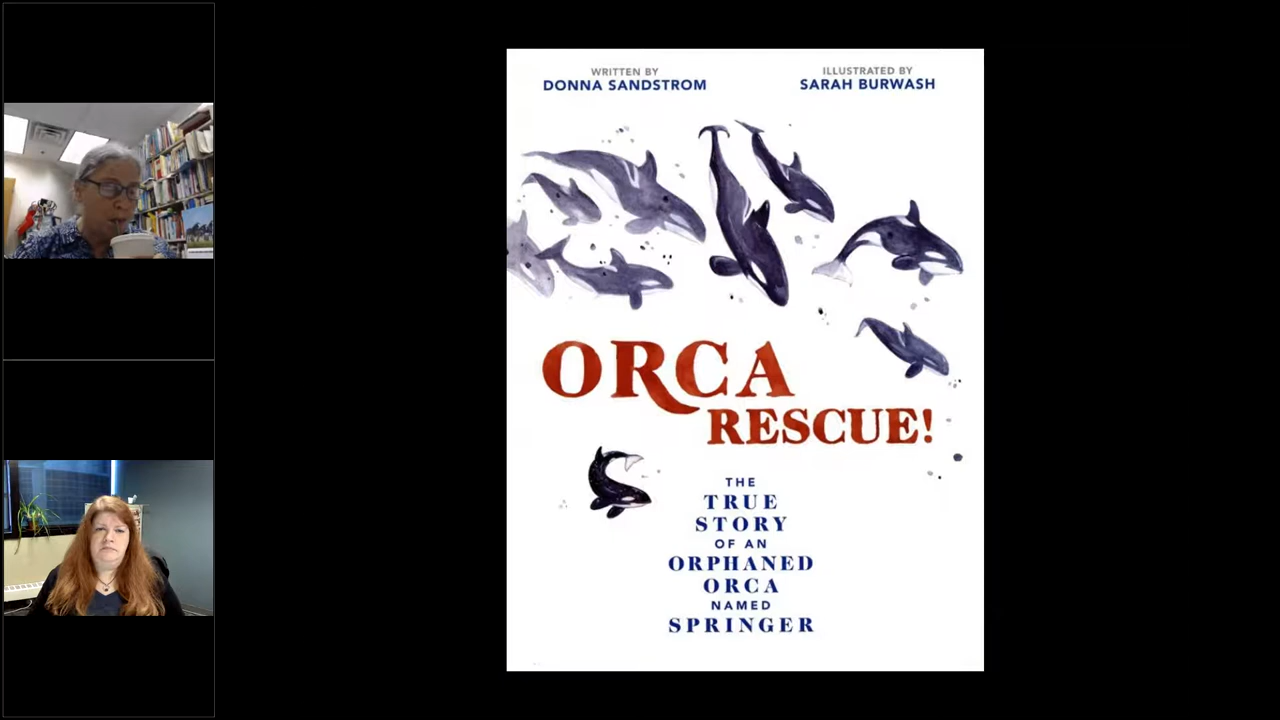 WRITTEN BY
DONNA SANDSTROM
ILLUSTRATED BY
SARAH BURWASH
ORCA
RESCUE!
THE
TRUE
STORY
OF AN
ORPHANED
ORCA
NAMED
SPRINGER